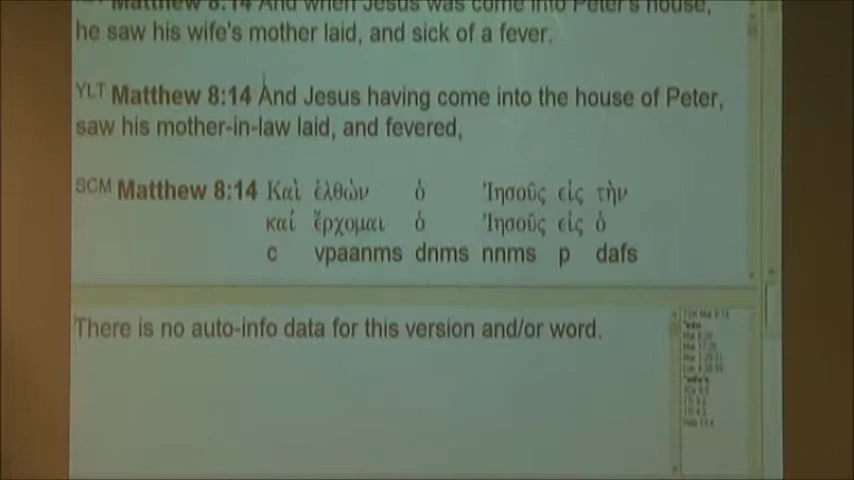 Matthew 8:14 And when Jesus was come into Peter's house,
he saw his wife's mother laid, and sick of a fever.
YLT Matthew 8:14 And Jesus having come into the house of Peter,
saw his mother-in-law laid, and fevered,
SCM Matthew 8:14 Καὶ ἐλθὼν ὁ Ἰησοῦς εἰς τὴν
καί ἔρχομαι ὁ Ἰησοῦς εἰς ὁ
c vpaanms dnms nnms p dafs
There is no auto-info data for this version and/or word.